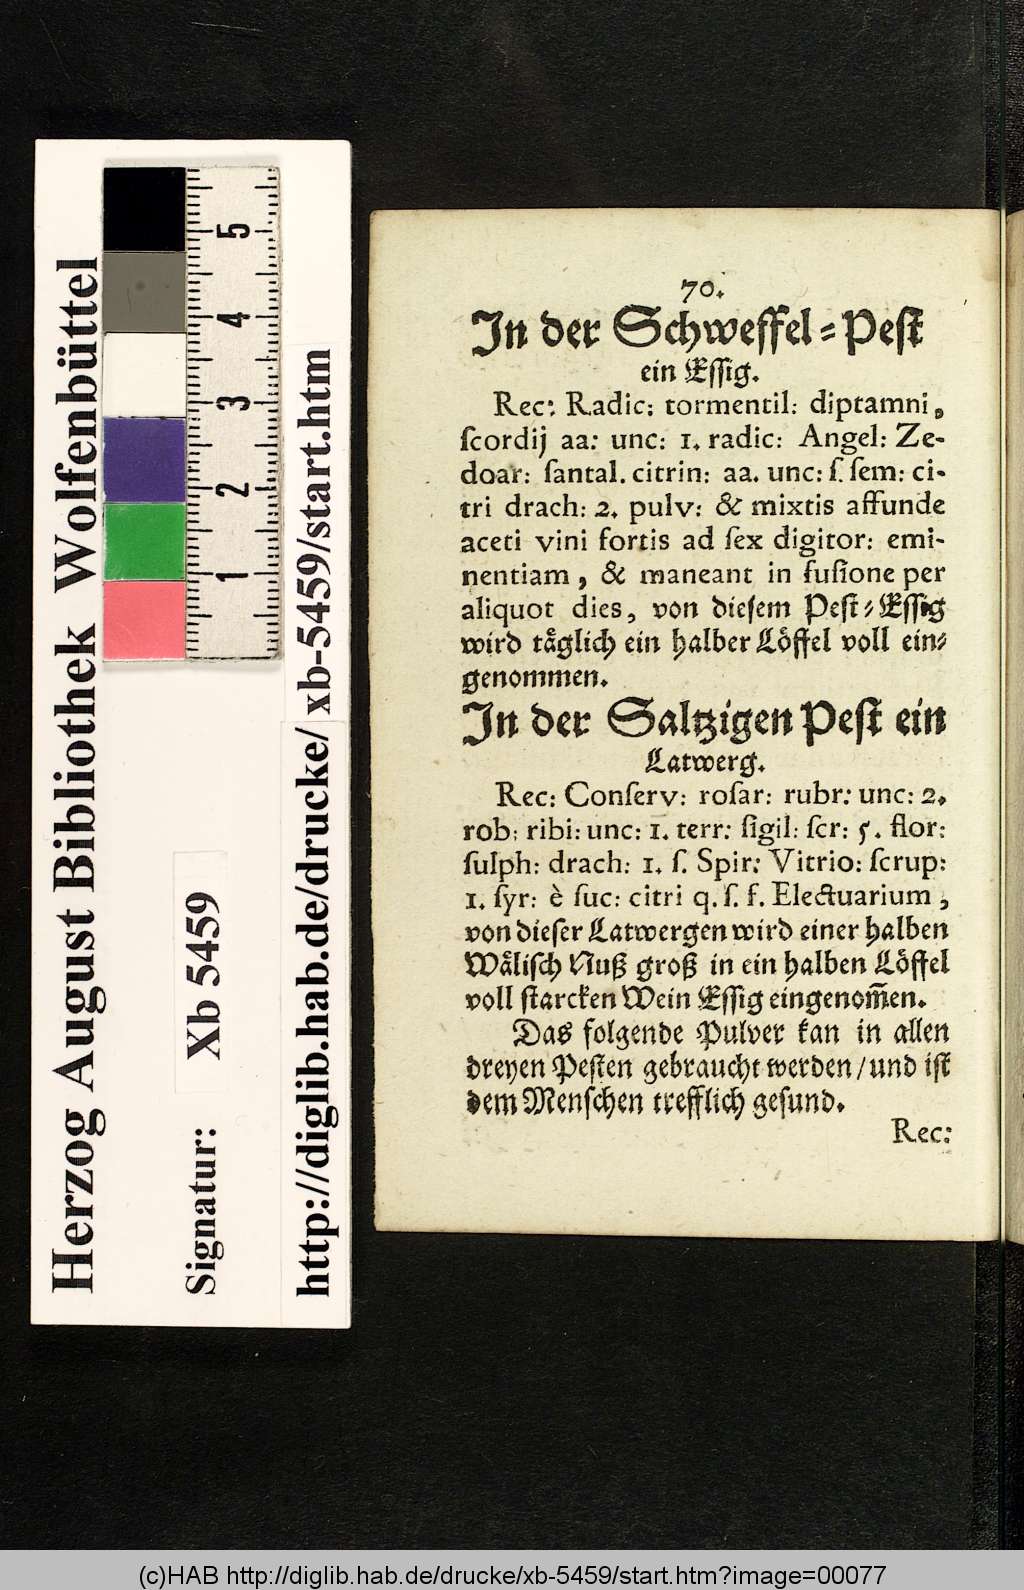 Herzog August Bibliothek Wolfenbüttel
Signatur: Xb 5459
http://diglib.hab.de/drucke/xb-5459/start.htm
1 2 3 4 5
70.
In der Schweffel-Pest
ein Essig.
Rec: Radic: tormentil: diptamni,
ſcordij aa: unc: 1. radic: Angel: Ze-
doar: ſantal. citrin: aa. unc: ſ. ſem: ci-
tri drach: 2. pulv: & mixtis affunde
aceti vini fortis ad ſex digitor: emi-
nentiam, & maneant in fuſione per
aliquot dies, von dieſem Peſt-Eſſig
wird tåglich ein halber Lôffel voll ein-
genommen.
In der Saltzigen Peſt ein
Latwerg.
Rec: Conſerv: roſar: rubr: unc: 2.
rob: ribi: unc: 1. terr: ſigil: ſcr: 5. flor:
ſulph: drach: 1. ſ. Spir: Vitrio: ſcrup:
1. ſyr: è ſuc: citri q. ſ. f. Electuarium,
von dieſer Latwergen wird einer halben
Wåliſch Nuß groß in ein halben Lôffel
voll ſtarcken Wein Eſſig eingenom̃en.
Das folgende Pulver kan in allen
dreyen Peſten gebraucht werden/und iſt
dem Menſchen trefflich geſund.
Rec:
(c)HAB http://diglib.hab.de/drucke/xb-5459/start.htm?image=00077